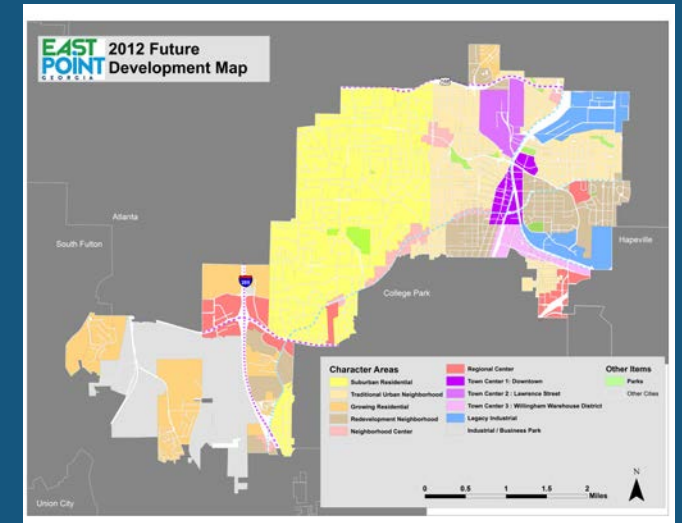 EAST
POINT
GEORGIA
2012 Future
Development Map
Atlanta
South Fulton
Hapeville
College Park
Union City
285
Character Areas
Suburban Residential
Traditional Urban Neighborhood
Growing Residential
Redevelopment Neighborhood
Neighborhood Center
Regional Center
Town Center 1: Downtown
Town Center 2 : Lawrence Street
Town Center 3 : Willingham Warehouse District
Legacy Industrial
Industrial / Business Park
Other Items
Parks
Other Cities
N
0 0.5 1 1.5 2
Miles